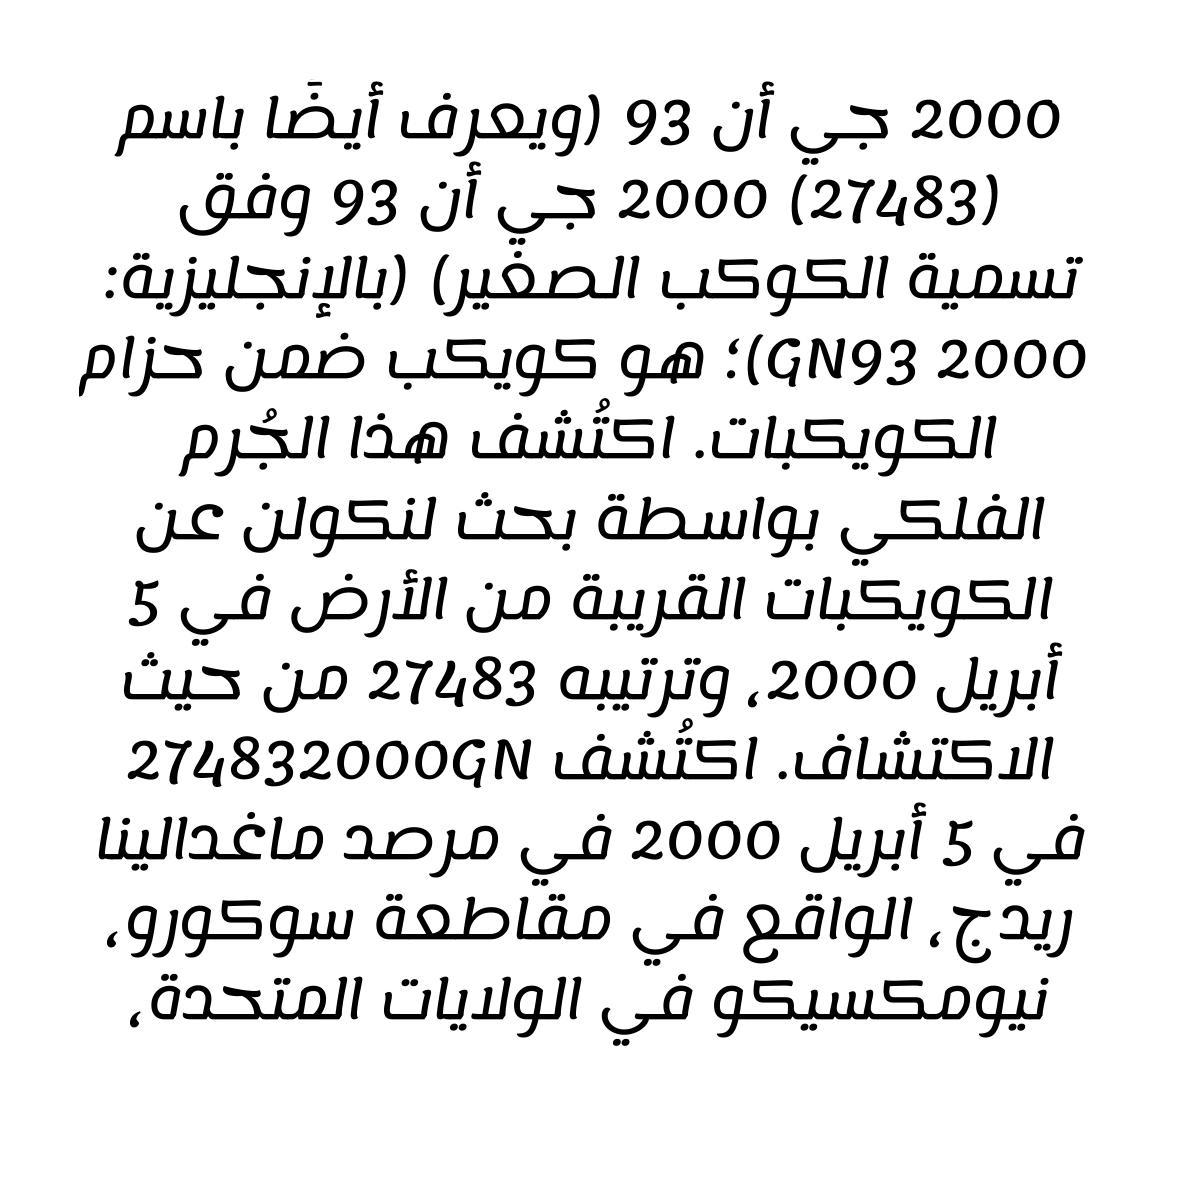 2000 جي أن 93 (ويعرف أيضًا باسم
(27483) 2000 جي أن 93 وفق
تسمية الكوكب الصغير) (بالإنجليزية:
2000 GN93)؛ هو كويكب ضمن حزام
الكويكبات. اكتُشف هذا الجُرم
الفلكي بواسطة بحث لنكولن عن
الكويكبات القريبة من الأرض في 5
أبريل 2000، وترتيبه 27483 من حيث
الاكتشاف. اكتُشف 274832000GN
في 5 أبريل 2000 في مرصد ماغدالينا
ريدج، الواقع في مقاطعة سوكورو،
نيومكسيكو في الولايات المتحدة،